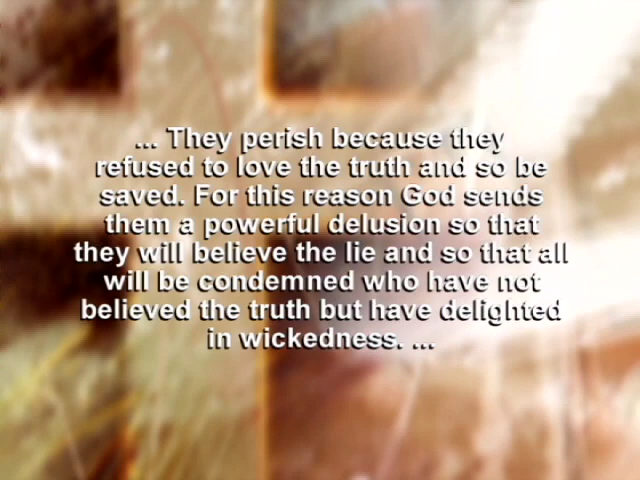 ... They perish because they
refused to love the truth and so be
saved. For this reason God sends
them a powerful delusion so that
they will believe the lie and so that all
will be condemned who have not
believed the truth but have delighted
in wickedness. ...